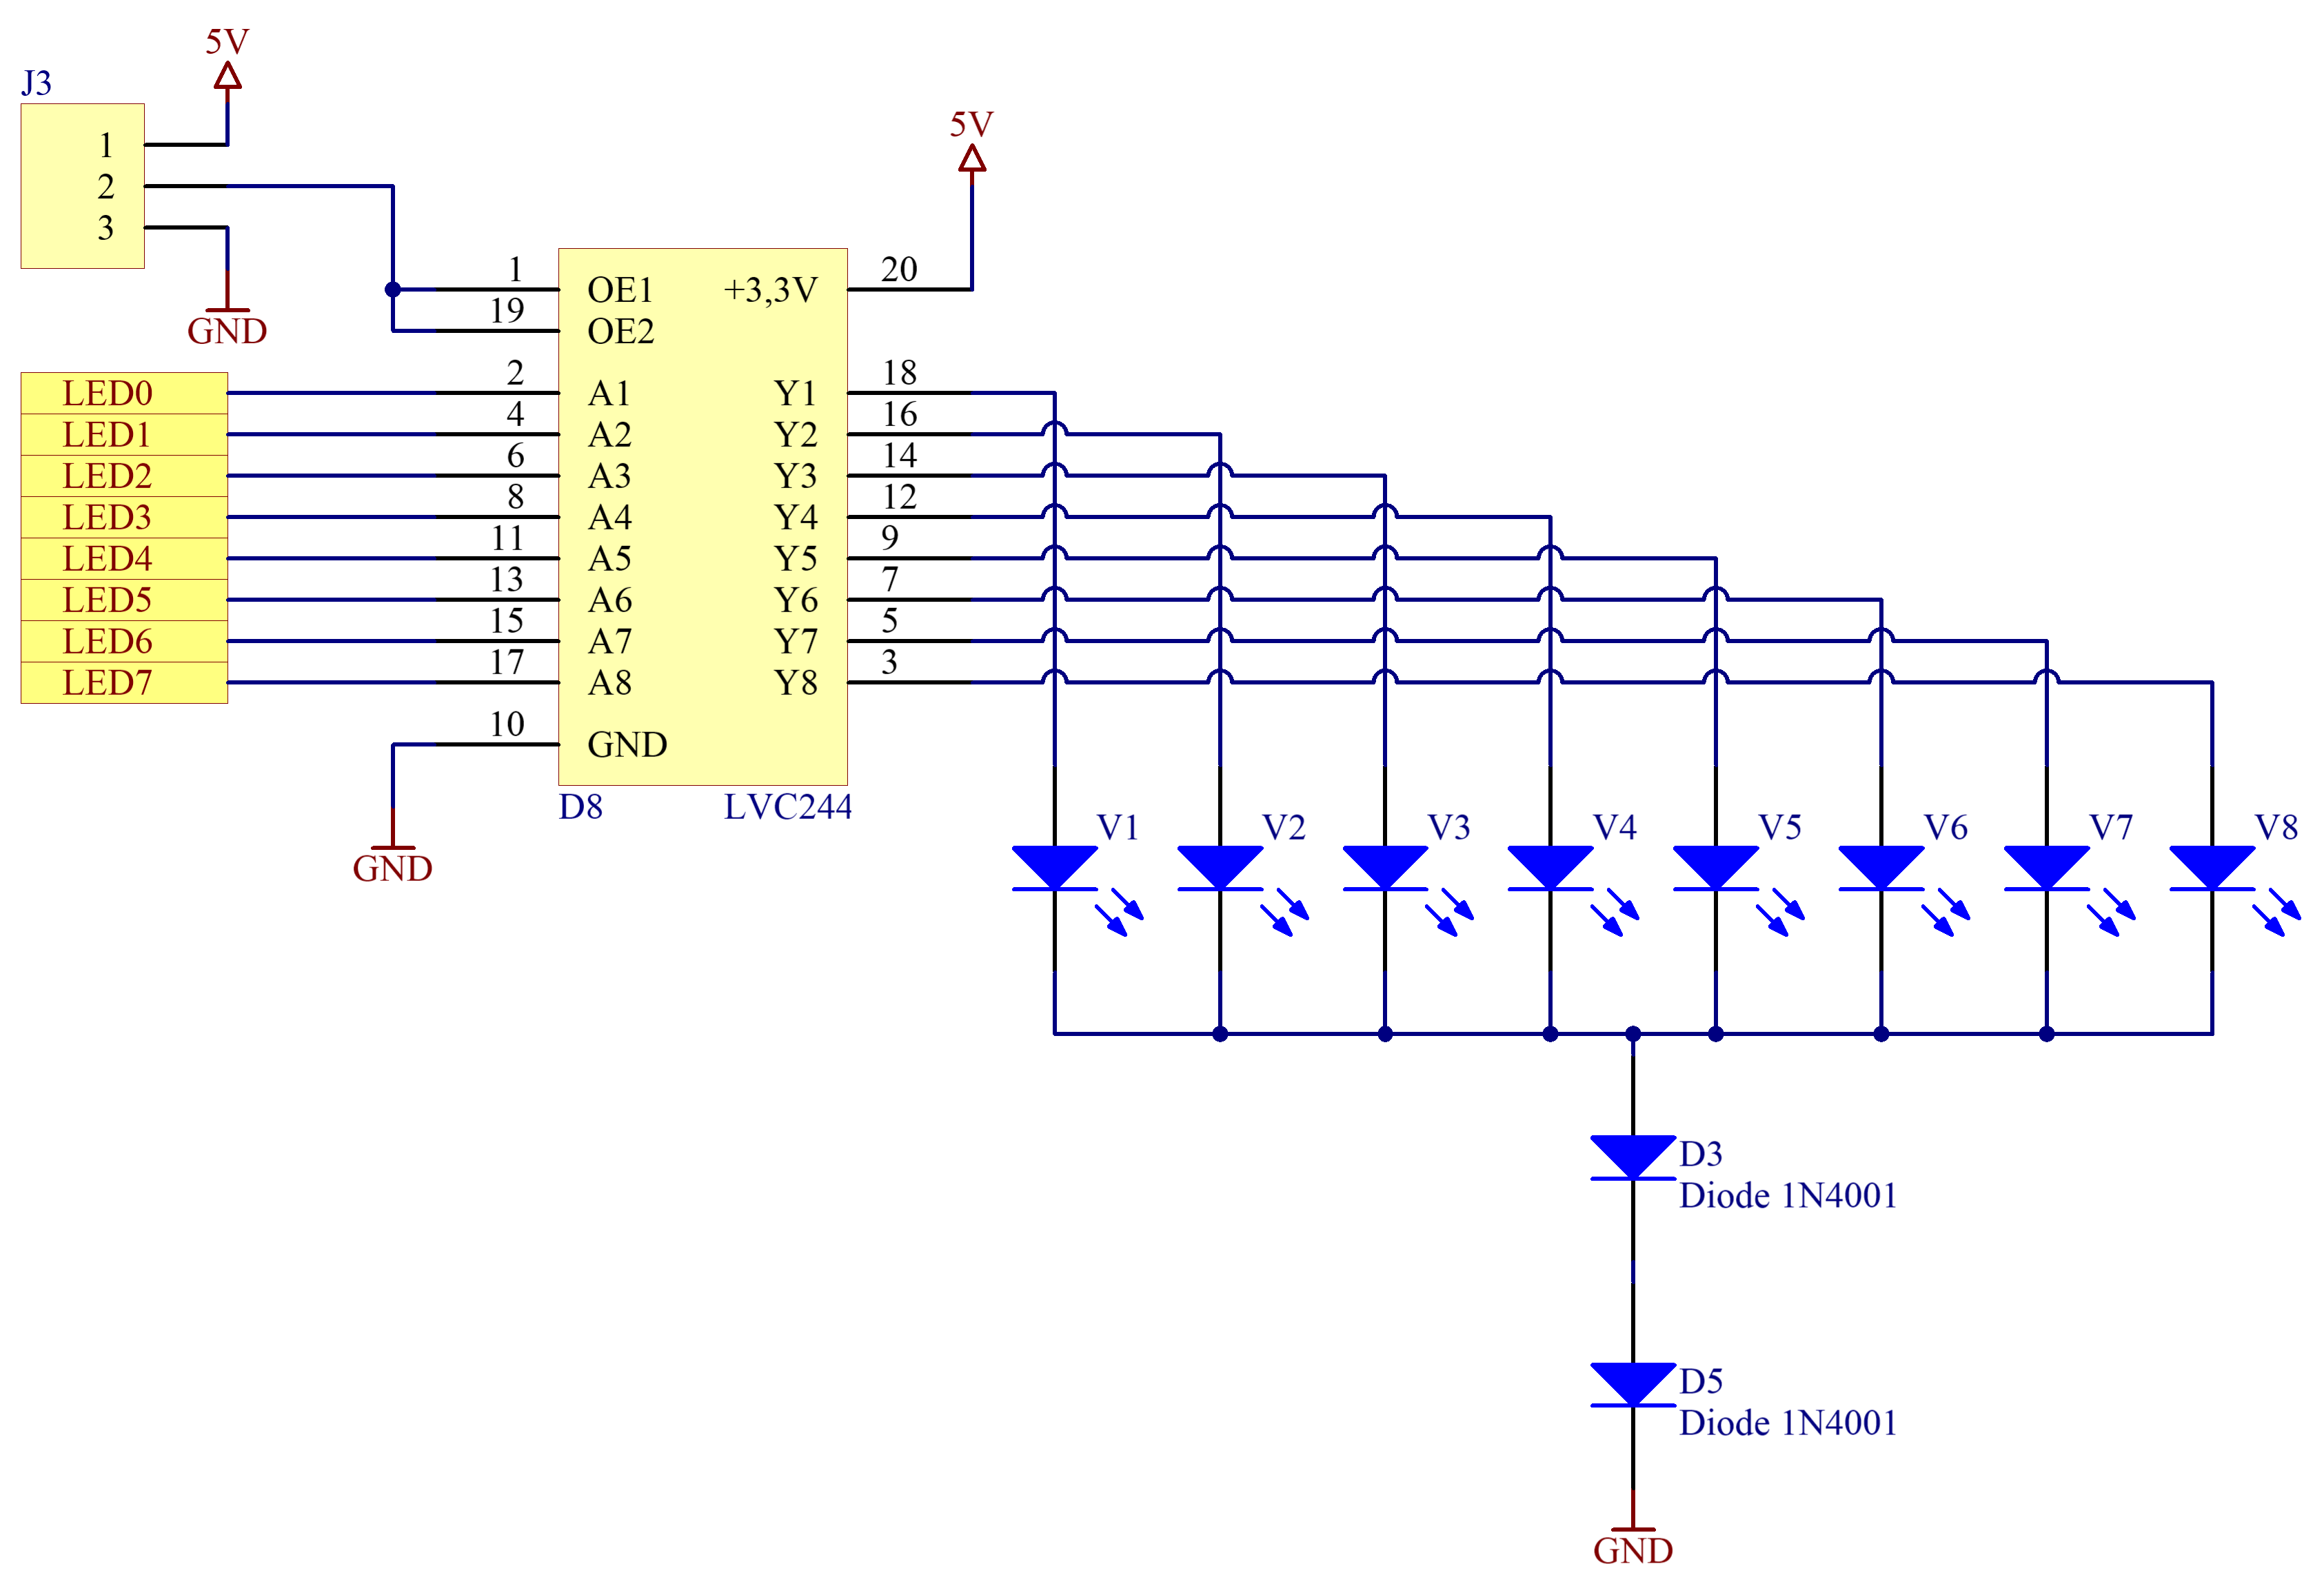 5V
J3
1
2
3
GND
5V
1 OE1 +3,3V 20
19 OE2
LED0 2 A1 Y1 18
LED1 4 A2 Y2 16
LED2 6 A3 Y3 14
LED3 8 A4 Y4 12
LED4 11 A5 Y5 9
LED5 13 A6 Y6 7
LED6 15 A7 Y7 5
LED7 17 A8 Y8 3
10 GND
D8 LVC244
GND
V1 V2 V3 V4 V5 V6 V7 V8
D3
Diode 1N4001
D5
Diode 1N4001
GND